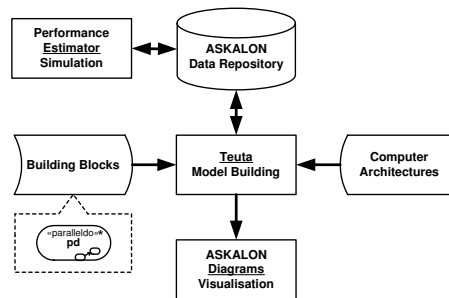 Performance
Estimator
Simulation
ASKALON
Data Repository
Building Blocks
Teuta
Model Building
Computer
Architectures
«paralleldo»*
pd
ASKALON
Diagrams
Visualisation